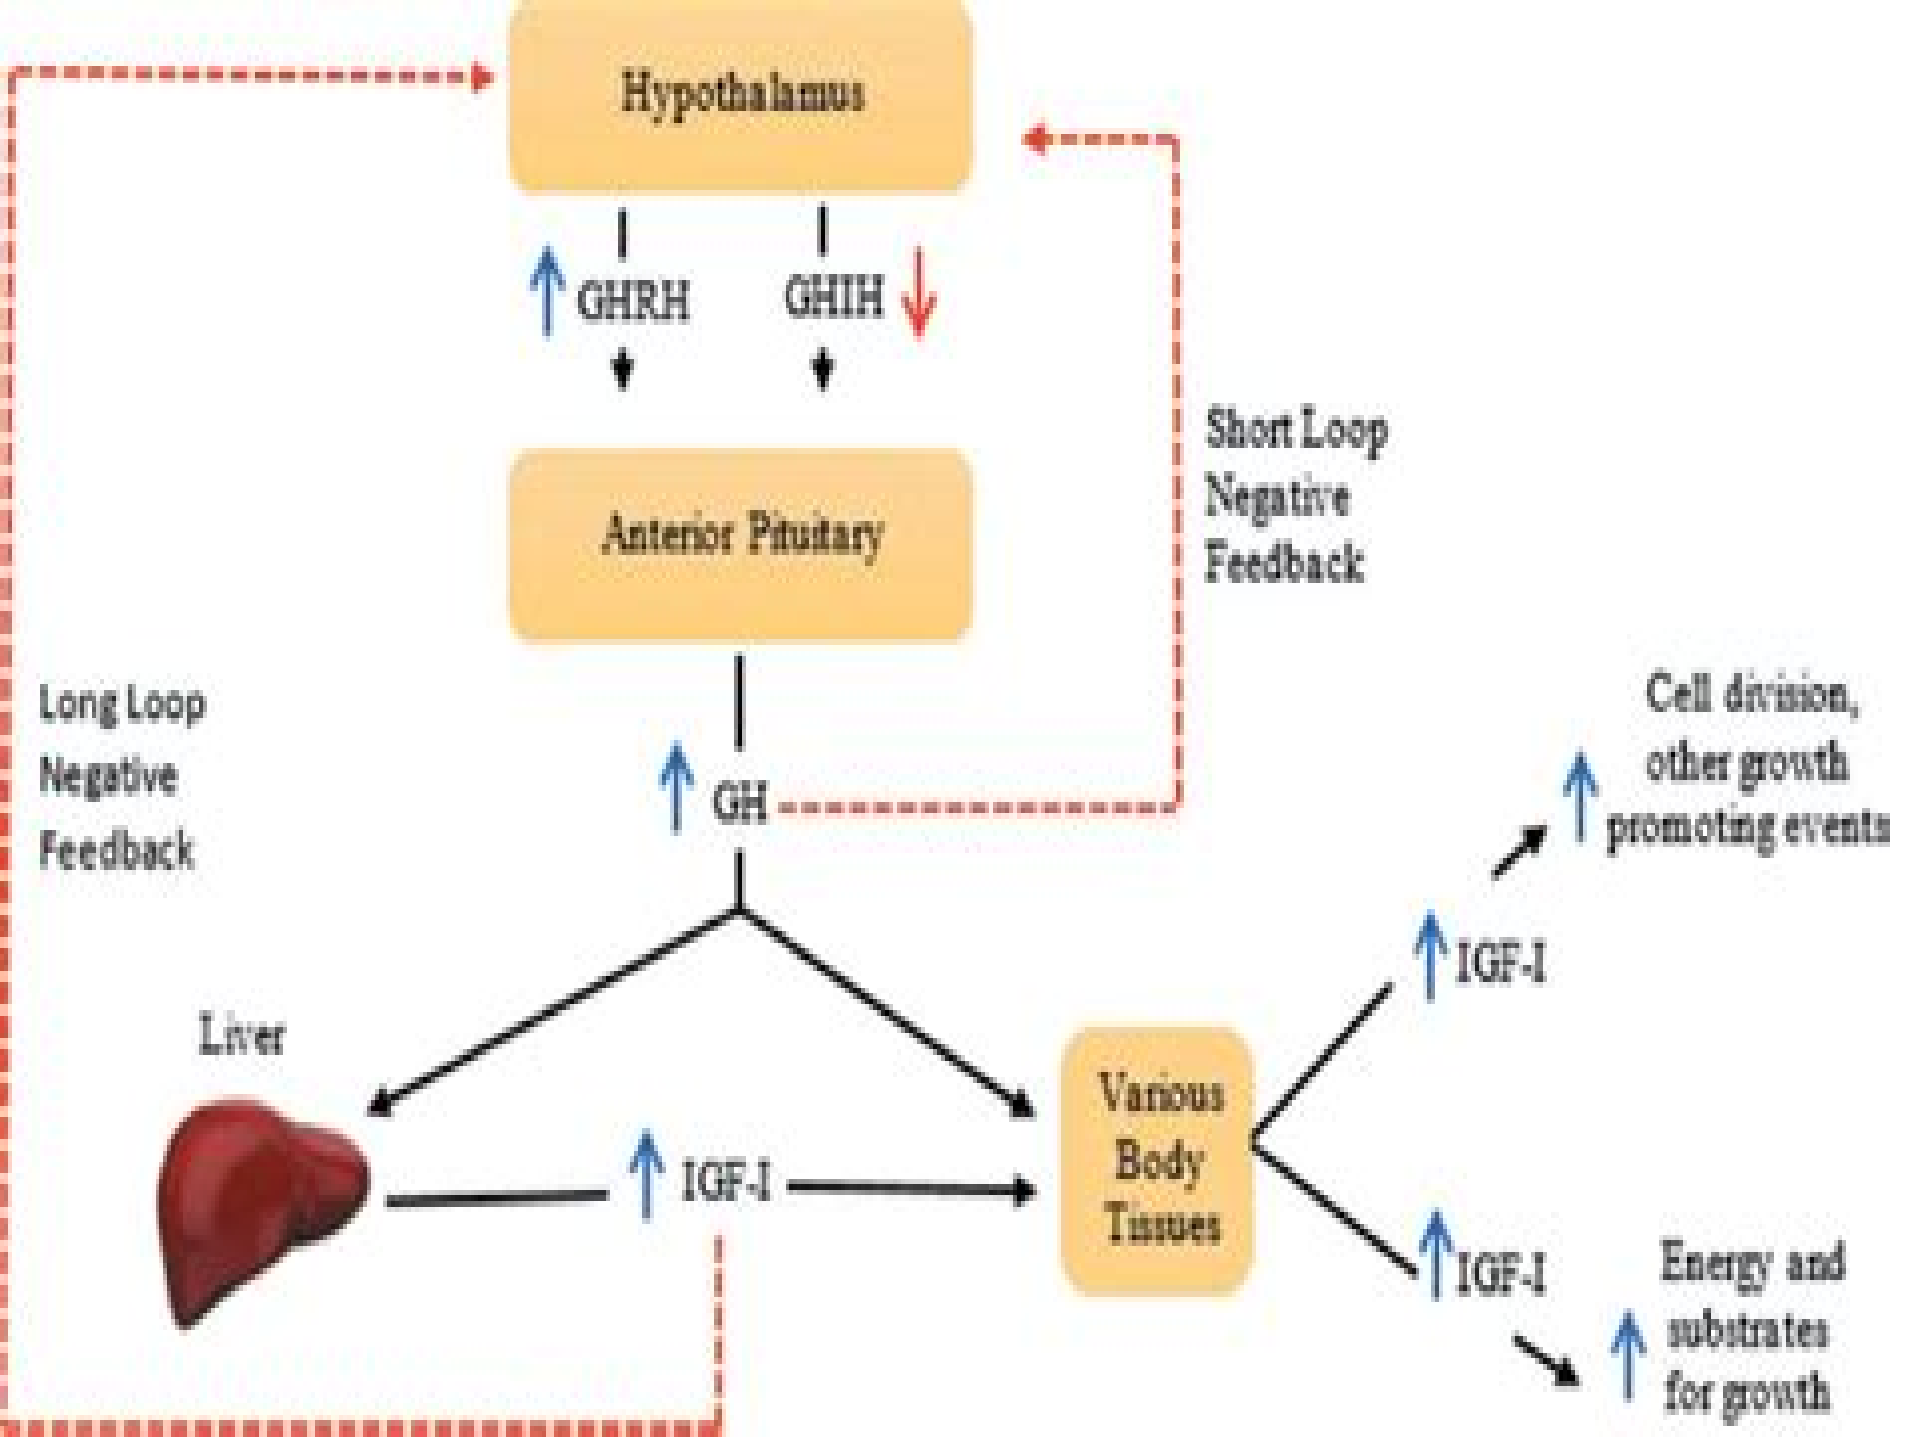 Hypothalamus
GHRH
GHIH
Anterior Pituitary
Short Loop
Negative
Feedback
Long Loop
Negative
Feedback
GH
Cell division,
other growth
promoting events
IGF-I
Liver
IGF-I
Various
Body
Tissues
IGF-I
Energy and
substrates
for growth